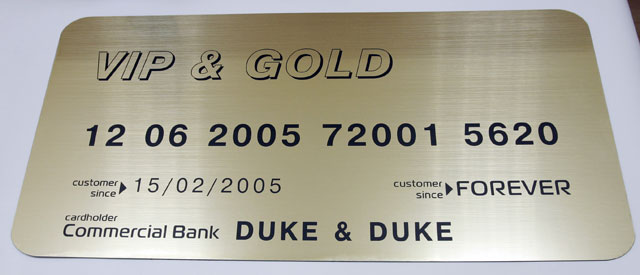 VIP & GOLD
12 06 2005 72001 5620
customer since 15/02/2005 customer since FOREVER
cardholder
Commercial Bank DUKE & DUKE